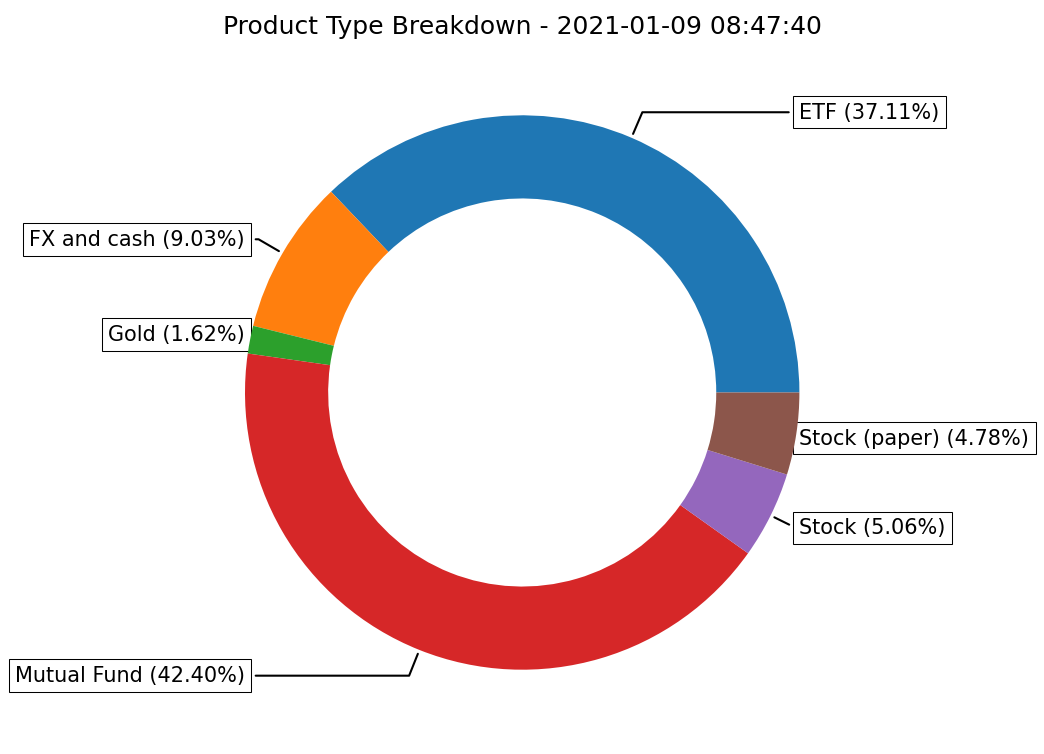 Product Type Breakdown - 2021-01-09 08:47:40
ETF (37.11%)
FX and cash (9.03%)
Gold (1.62%)
Stock (paper) (4.78%)
Stock (5.06%)
Mutual Fund (42.40%)